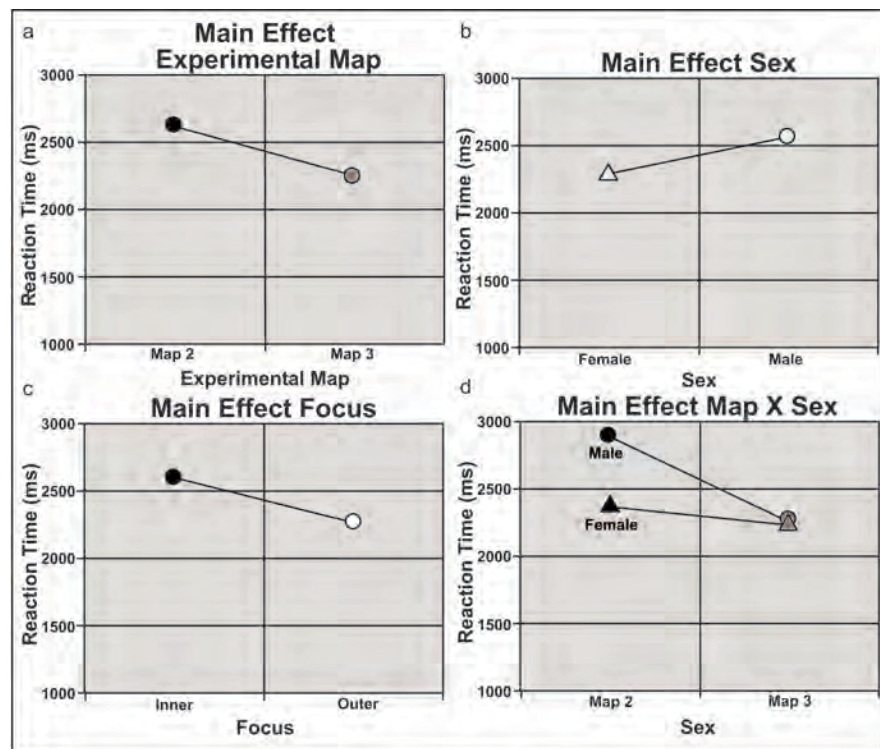 a
Main Effect
Experimental Map
3000
2500
2000
1500
1000
Reaction Time (ms)
Map 2
Map 3
Experimental Map
b
Main Effect Sex
3000
2500
2000
1500
1000
Reaction Time (ms)
Female
Male
Sex
c
Main Effect Focus
3000
2500
2000
1500
1000
Reaction Time (ms)
Inner
Outer
Focus
d
Main Effect Map X Sex
3000
2500
2000
1500
1000
Reaction Time (ms)
Male
Female
Map 2
Map 3
Sex